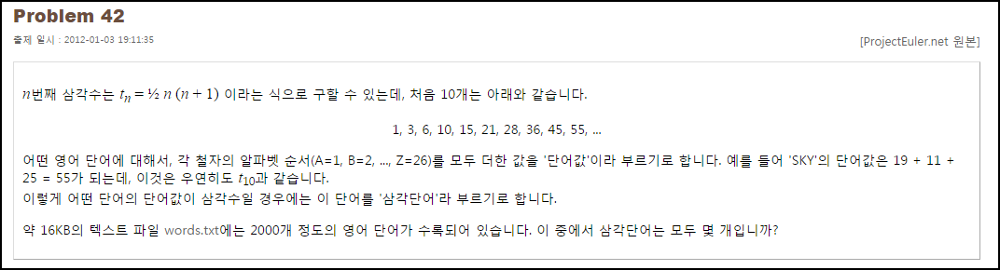 Problem 42
출제 일시 : 2012-01-03 19:11:35
[ProjectEuler.net 원본]
n번째 삼각수는 tn = ½ n (n + 1) 이라는 식으로 구할 수 있는데, 처음 10개는 아래와 같습니다.
1, 3, 6, 10, 15, 21, 28, 36, 45, 55, ...
어떤 영어 단어에 대해서, 각 철자의 알파벳 순서(A=1, B=2, ..., Z=26)를 모두 더한 값을 '단어값'이라 부르기로 합니다. 예를 들어 'SKY'의 단어값은 19 + 11 +
25 = 55가 되는데, 이것은 우연히도 t10과 같습니다.
이렇게 어떤 단어의 단어값이 삼각수일 경우에는 이 단어를 '삼각단어'라 부르기로 합니다.
약 16KB의 텍스트 파일 words.txt에는 2000개 정도의 영어 단어가 수록되어 있습니다. 이 중에서 삼각단어는 모두 몇 개입니까?